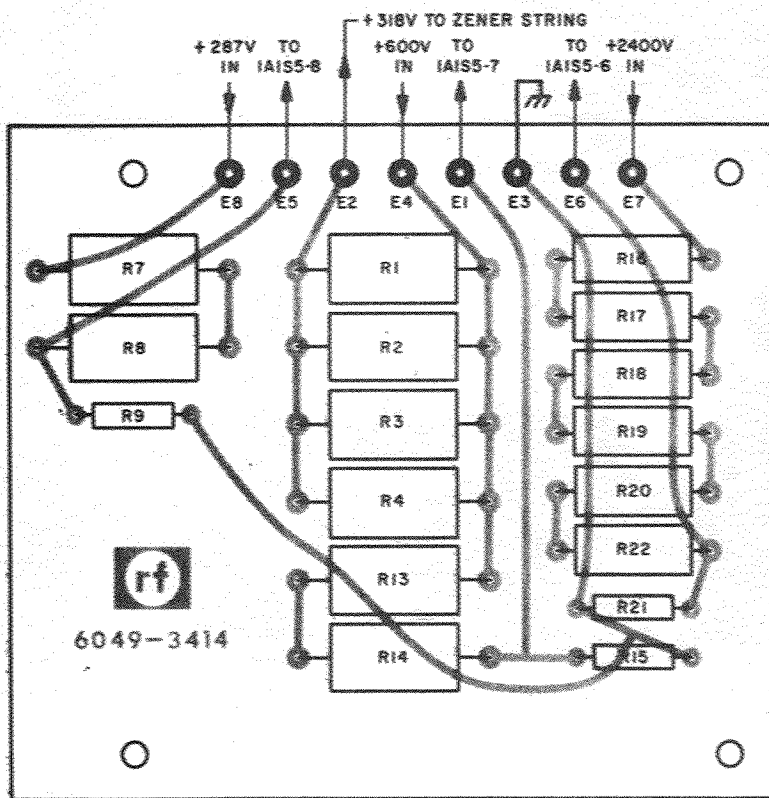 +318V TO ZENER STRING
+287V IN
TO 1A1S5-8
+600V IN
TO 1A1S5-7
TO 1A1S5-6
+2400V IN
E8 E5 E2 E4 E1 E3 E6 E7
R7 R1 R16
R17
R8 R2
R18
R9 R3 R19
R4 R20
R22
rf R13
R21
6049-3414
R14 R15